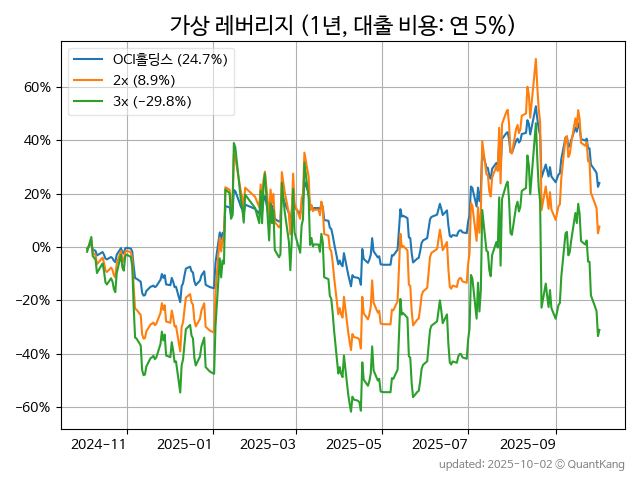 가상 레버리지 (1년, 대출 비용: 연 5%)
OCI홀딩스 (24.7%)
2x (8.9%)
3x (−29.8%)
60%
40%
20%
0%
−20%
−40%
−60%
2024-11
2025-01
2025-03
2025-05
2025-07
2025-09
updated: 2025-10-02 © QuantKang